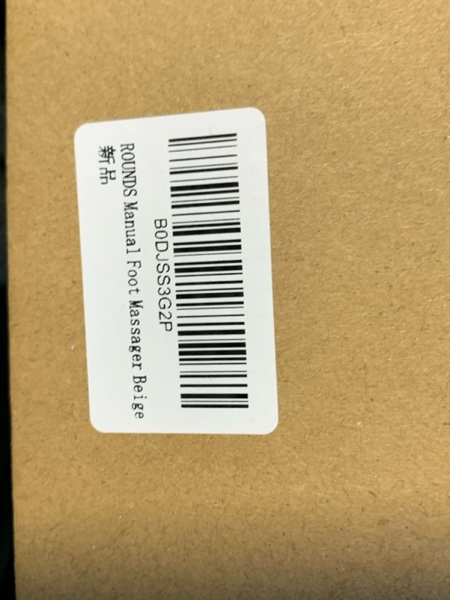 B0DJSS3G2P
ROUNDS Manual Foot Massager Beige
新品